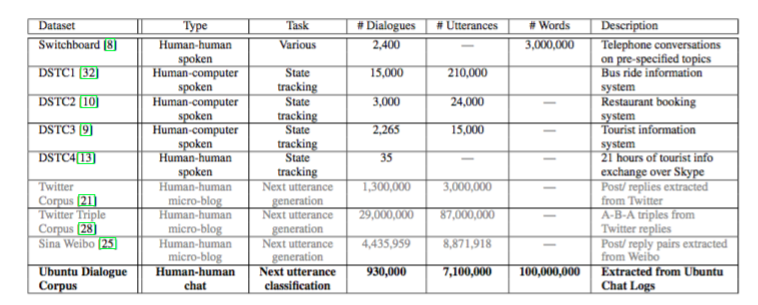 Dataset Type Task # Dialogues # Utterances # Words Description
Switchboard [8] Human-human Various 2,400 — 3,000,000 Telephone conversations
spoken on pre-specified topics
DSTC1 [32] Human-computer State 15,000 210,000 — Bus ride information
spoken tracking system
DSTC2 [10] Human-computer State 3,000 24,000 — Restaurant booking
spoken tracking system
DSTC3 [9] Human-computer State 2,265 15,000 — Tourist information
spoken tracking system
DSTC4[13] Human-human State 35 — — 21 hours of tourist info
spoken tracking exchange over Skype
Twitter Human-human Next utterance 1,300,000 3,000,000 — Post/ replies extracted
Corpus [21] micro-blog generation from Twitter
Twitter Triple Human-human Next utterance 29,000,000 87,000,000 — A-B-A triples from
Corpus [28] micro-blog generation Twitter replies
Sina Weibo [25] Human-human Next utterance 4,435,959 8,871,918 — Post/ reply pairs extracted
micro-blog generation from Weibo
Ubuntu Dialogue Human-human Next utterance 930,000 7,100,000 100,000,000 Extracted from Ubuntu
Corpus chat classification Chat Logs